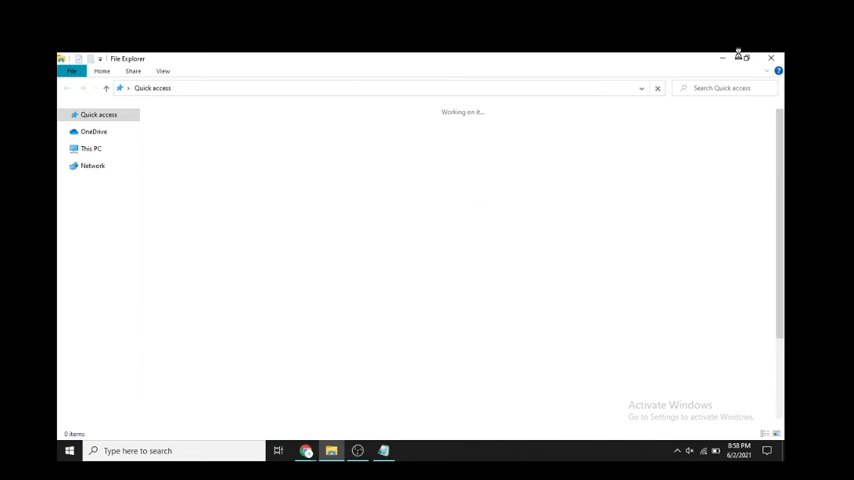 File Explorer
File Home Share View
Quick access Search Quick access
Quick access
Working on it...
OneDrive
This PC
Network
Activate Windows
Go to Settings to activate Windows.
0 items
Type here to search
8:58 PM
6/2/2021